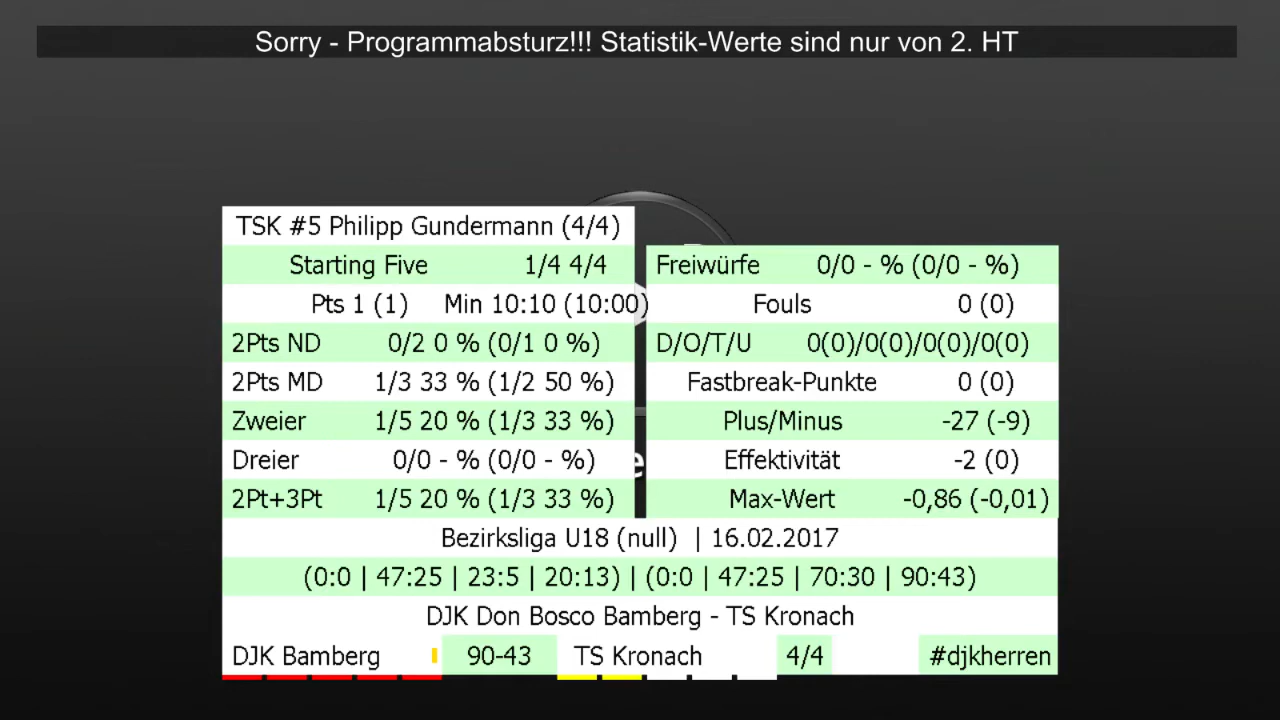 Sorry - Programmabsturz!!! Statistik-Werte sind nur von 2. HT
TSK #5 Philipp Gundermann (4/4)
Starting Five 1/4 4/4
Pts 1 (1) Min 10:10 (10:00)
2Pts ND 0/2 0 % (0/1 0 %)
2Pts MD 1/3 33 % (1/2 50 %)
Zweier 1/5 20 % (1/3 33 %)
Dreier 0/0 - % (0/0 - %)
2Pt+3Pt 1/5 20 % (1/3 33 %)
Freiwürfe 0/0 - % (0/0 - %)
Fouls 0 (0)
D/O/T/U 0(0)/0(0)/0(0)/0(0)
Fastbreak-Punkte 0 (0)
Plus/Minus -27 (-9)
Effektivität -2 (0)
Max-Wert -0,86 (-0,01)
Bezirksliga U18 (null) | 16.02.2017
(0:0 | 47:25 | 23:5 | 20:13) | (0:0 | 47:25 | 70:30 | 90:43)
DJK Don Bosco Bamberg - TS Kronach
DJK Bamberg 90-43 TS Kronach 4/4 #djkherren